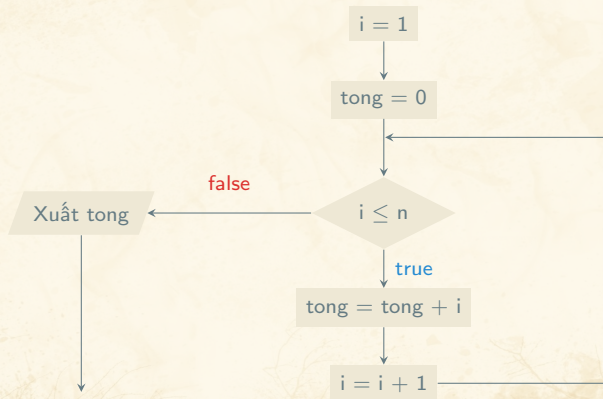 i = 1
tong = 0
false
Xuất tong
i ≤ n
true
tong = tong + i
i = i + 1